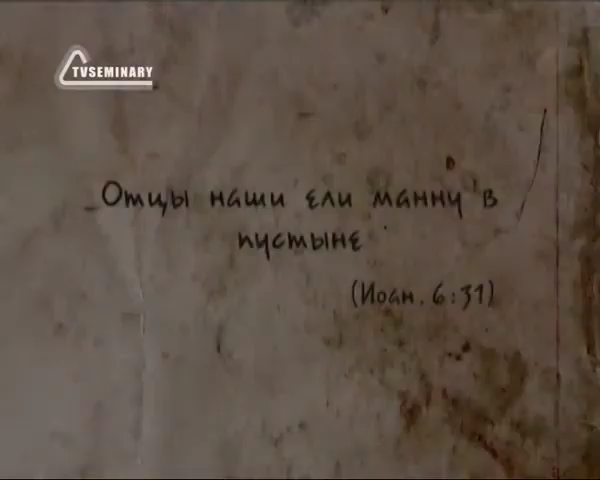 TVSEMINARY
Отцы наши ели манну в
пустыне
(Иоан. 6:31)